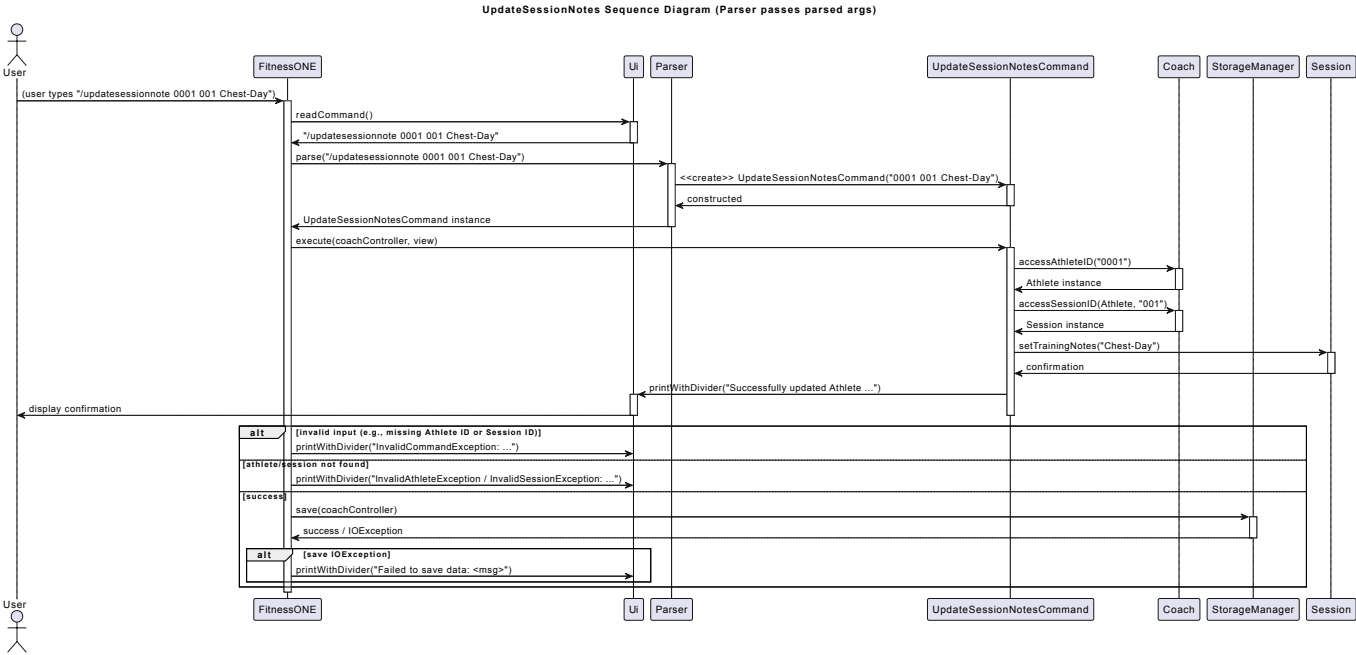 UpdateSessionNotes Sequence Diagram (Parser passes parsed args)
User
FitnessONE
Ui
Parser
UpdateSessionNotesCommand
Coach
StorageManager
Session
(user types "/updatesessionnote 0001 001 Chest-Day")
readCommand()
"/updatesessionnote 0001 001 Chest-Day"
parse("/updatesessionnote 0001 001 Chest-Day")
<<create>> UpdateSessionNotesCommand("0001 001 Chest-Day")
constructed
UpdateSessionNotesCommand instance
execute(coachController, view)
accessAthleteID("0001")
Athlete instance
accessSessionID(Athlete, "001")
Session instance
setTrainingNotes("Chest-Day")
confirmation
printWithDivider("Successfully updated Athlete ...")
display confirmation
alt [invalid input (e.g., missing Athlete ID or Session ID)]
printWithDivider("InvalidCommandException: ...")
[athlete/session not found]
printWithDivider("InvalidAthleteException / InvalidSessionException: ...")
[success]
save(coachController)
success / IOException
alt [save IOException]
printWithDivider("Failed to save data: <msg>")
User
FitnessONE
Ui
Parser
UpdateSessionNotesCommand
Coach
StorageManager
Session